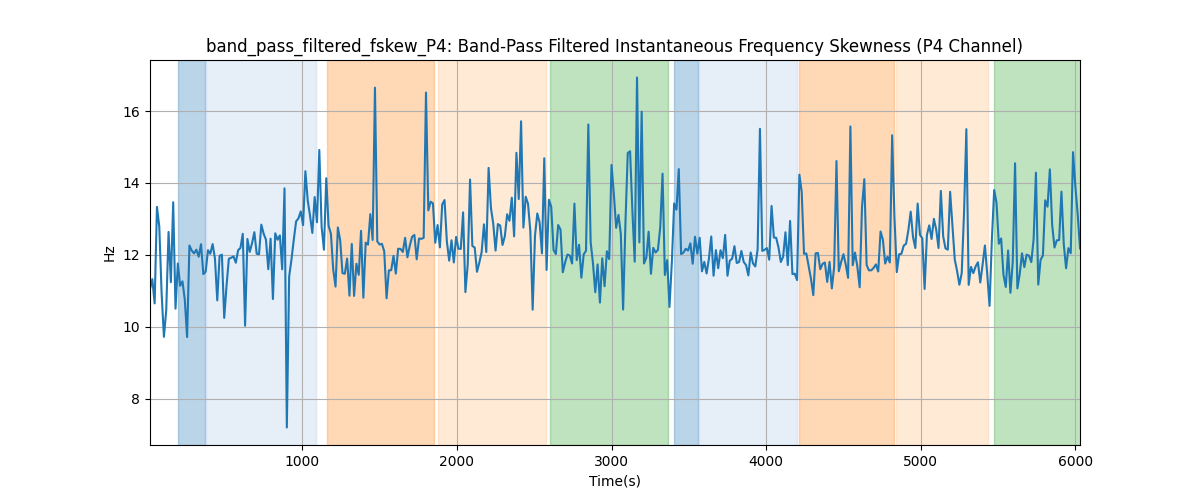 band_pass_filtered_fskew_P4: Band-Pass Filtered Instantaneous Frequency Skewness (P4 Channel)
16
14
12
10
8
Hz
1000 2000 3000 4000 5000 6000
Time(s)